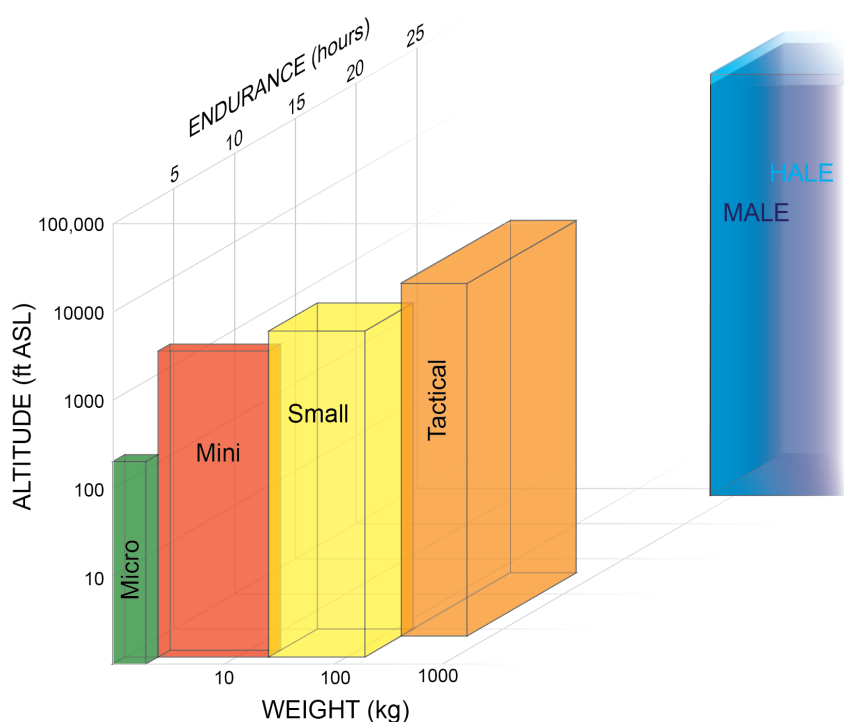 ENDURANCE (hours)
5
10
15
20
25
HALE
MALE
100,000
10000
1000
100
10
ALTITUDE (ft ASL)
Micro
Mini
Small
Tactical
10
100
1000
WEIGHT (kg)